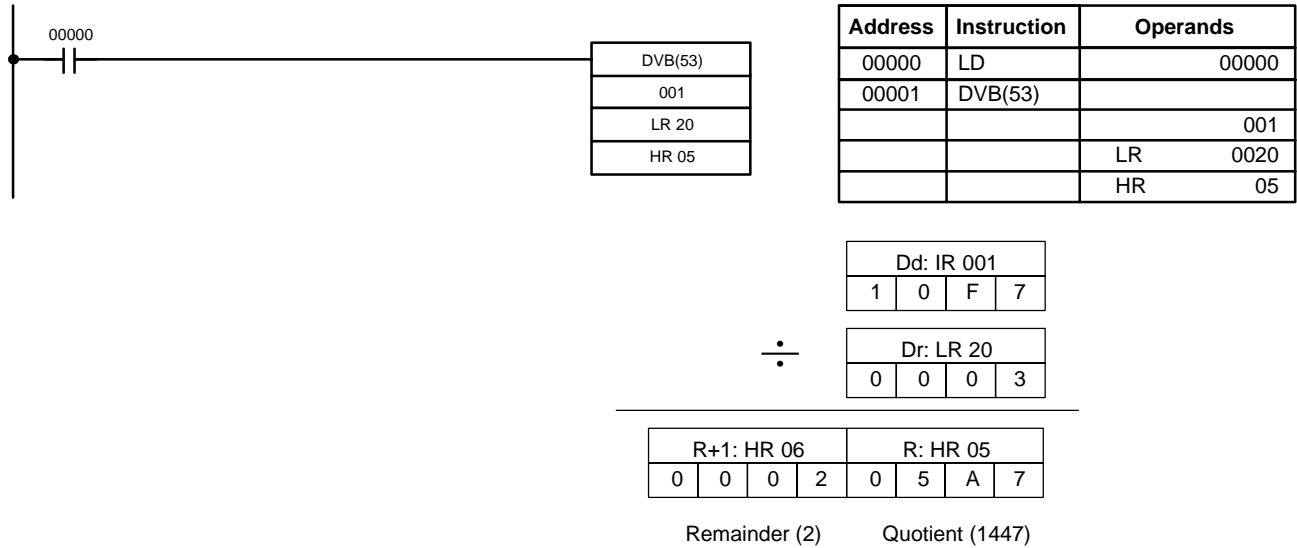 00000
DVB(53)
001
LR 20
HR 05
Address Instruction Operands
00000 LD 00000
00001 DVB(53)
001
LR 0020
HR 05
Dd: IR 001
1 0 F 7
÷
Dr: LR 20
0 0 0 3
R+1: HR 06 R: HR 05
0 0 0 2 0 5 A 7
Remainder (2) Quotient (1447)